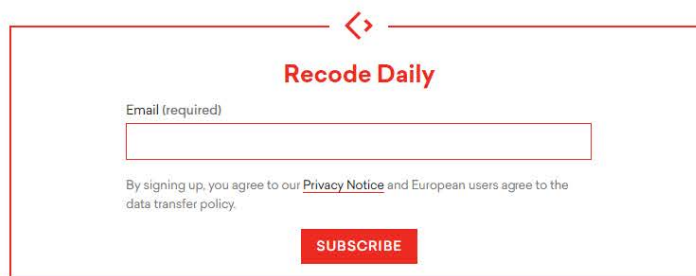 Recode Daily
Email (required)
By signing up, you agree to our Privacy Notice and European users agree to the
data transfer policy.
SUBSCRIBE